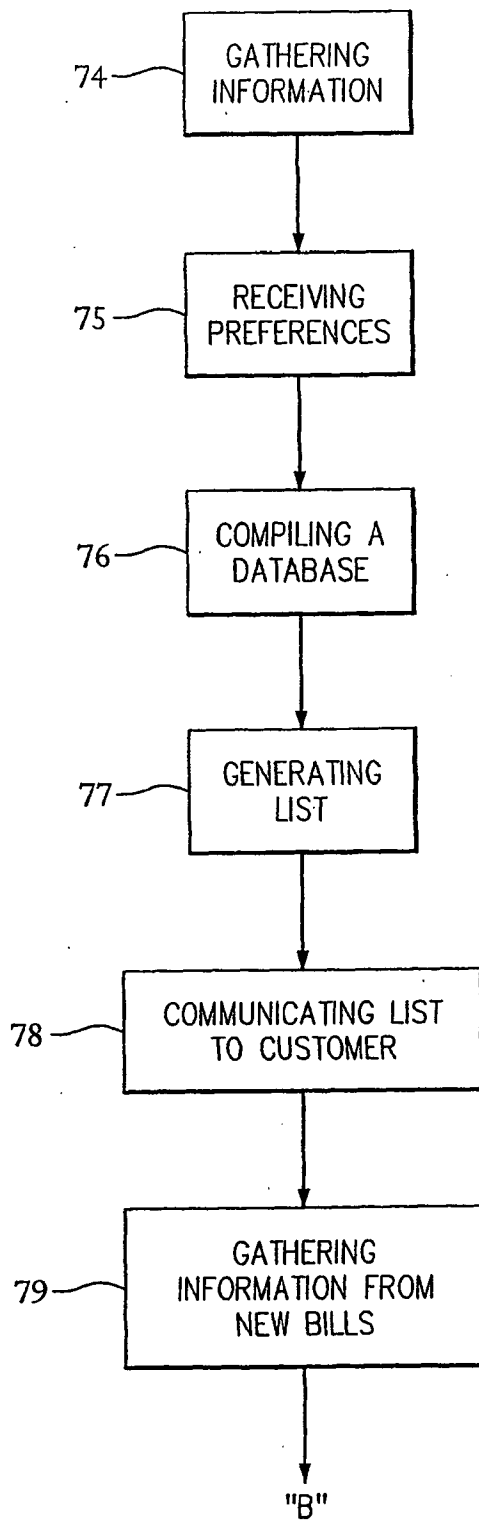 74
GATHERING
INFORMATION
75
RECEIVING
PREFERENCES
76
COMPILING A
DATABASE
77
GENERATING
LIST
78
COMMUNICATING LIST
TO CUSTOMER
79
GATHERING
INFORMATION FROM
NEW BILLS
"B"